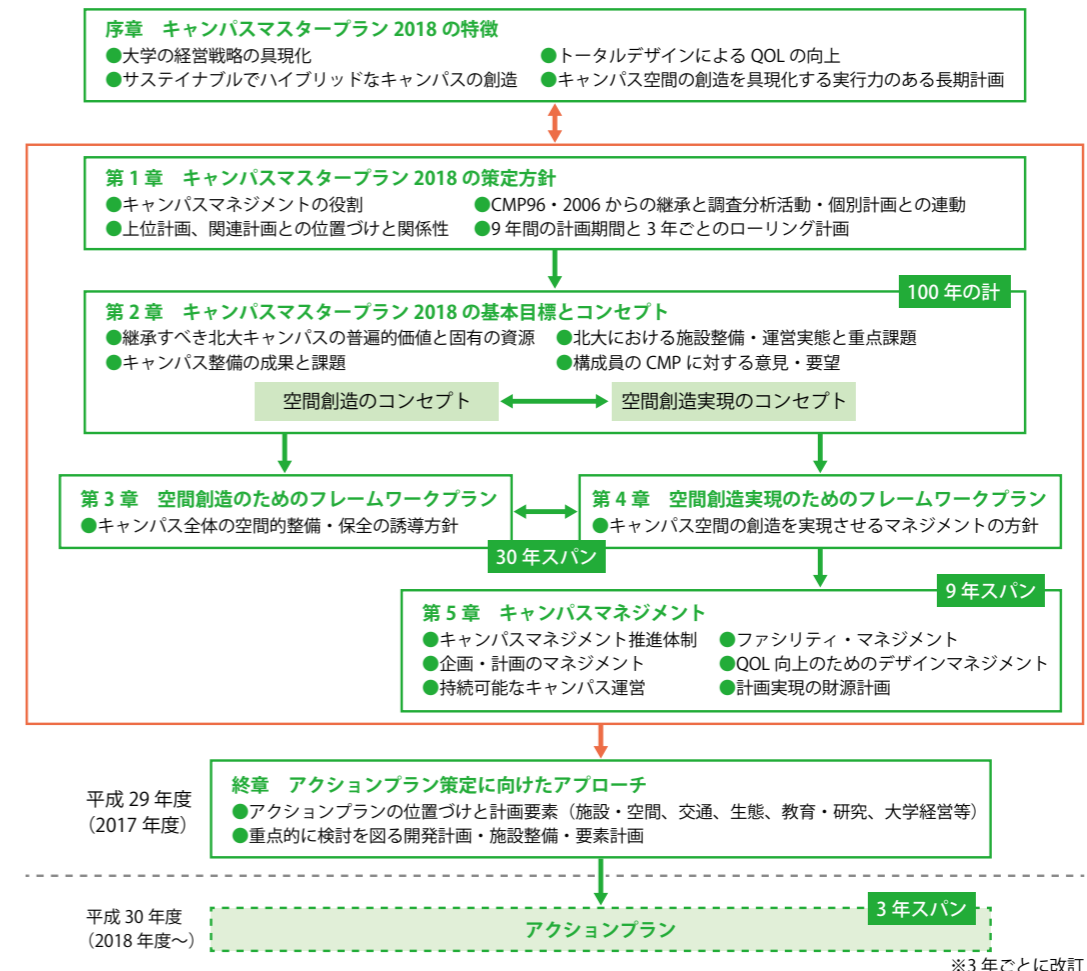 序章　キャンパスマスタープラン 2018 の特徴
●大学の経営戦略の具現化
●トータルデザインによる QOL の向上
●サステイナブルでハイブリッドなキャンパスの創造
●キャンパス空間の創造を具現化する実行力のある長期計画
第 1 章　キャンパスマスタープラン 2018 の策定方針
●キャンパスマネジメントの役割
●CMP96・2006 からの継承と調査分析活動・個別計画との連動
●上位計画、関連計画との位置づけと関係性
●9 年間の計画期間と 3 年ごとのローリング計画
100 年の計
第 2 章　キャンパスマスタープラン 2018 の基本目標とコンセプト
●継承すべき北大キャンパスの普遍的価値と固有の資源
●北大における施設整備・運営実態と重点課題
●キャンパス整備の成果と課題
●構成員の CMP に対する意見・要望
空間創造のコンセプト
空間創造実現のコンセプト
第 3 章　空間創造のためのフレームワークプラン
●キャンパス全体の空間的整備・保全の誘導方針
第 4 章　空間創造実現のためのフレームワークプラン
●キャンパス空間の創造を実現させるマネジメントの方針
30 年スパン
9 年スパン
第 5 章　キャンパスマネジメント
●キャンパスマネジメント推進体制
●ファシリティ・マネジメント
●企画・計画のマネジメント
●QOL 向上のためのデザインマネジメント
●持続可能なキャンパス運営
●計画実現の財源計画
平成 29 年度
（2017 年度）
終章　アクションプラン策定に向けたアプローチ
●アクションプランの位置づけと計画要素（施設・空間、交通、生態、教育・研究、大学経営等）
●重点的に検討を図る開発計画・施設整備・要素計画
平成 30 年度
（2018 年度～）
3 年スパン
アクションプラン
※3 年ごとに改訂